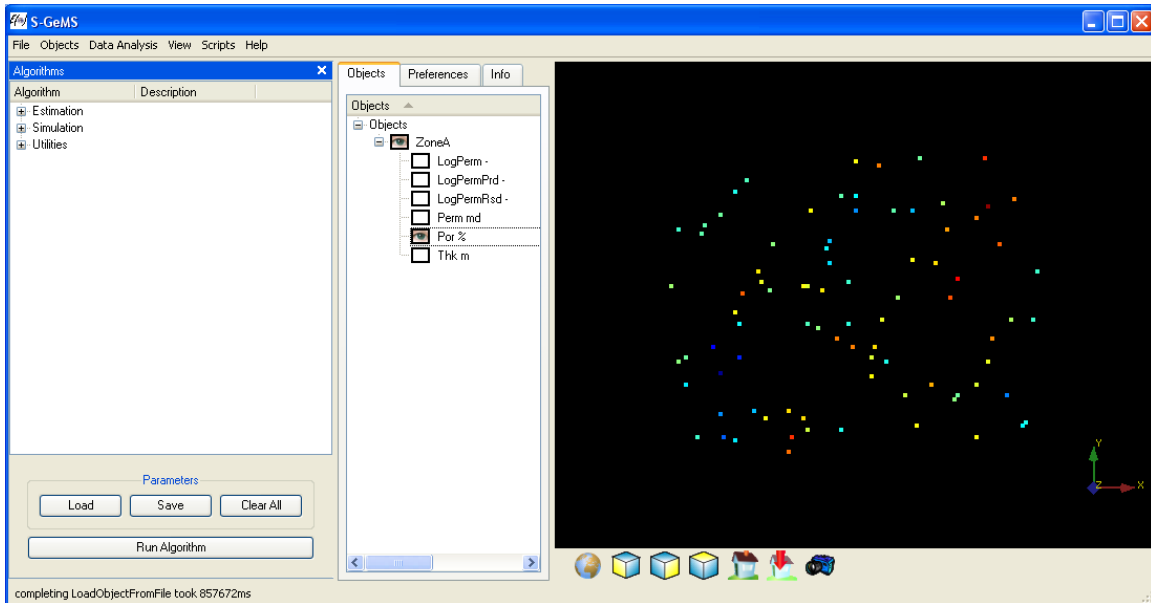 S-GeMS
File Objects Data Analysis View Scripts Help
Algorithms
Algorithm Description
Estimation
Simulation
Utilities
Parameters
Load Save Clear All
Run Algorithm
Objects Preferences Info
Objects
Objects
ZoneA
LogPerm -
LogPermPrd -
LogPermRsd -
Perm md
Por %
Thk m
Y
Z X
completing LoadObjectFromFile took 857672ms